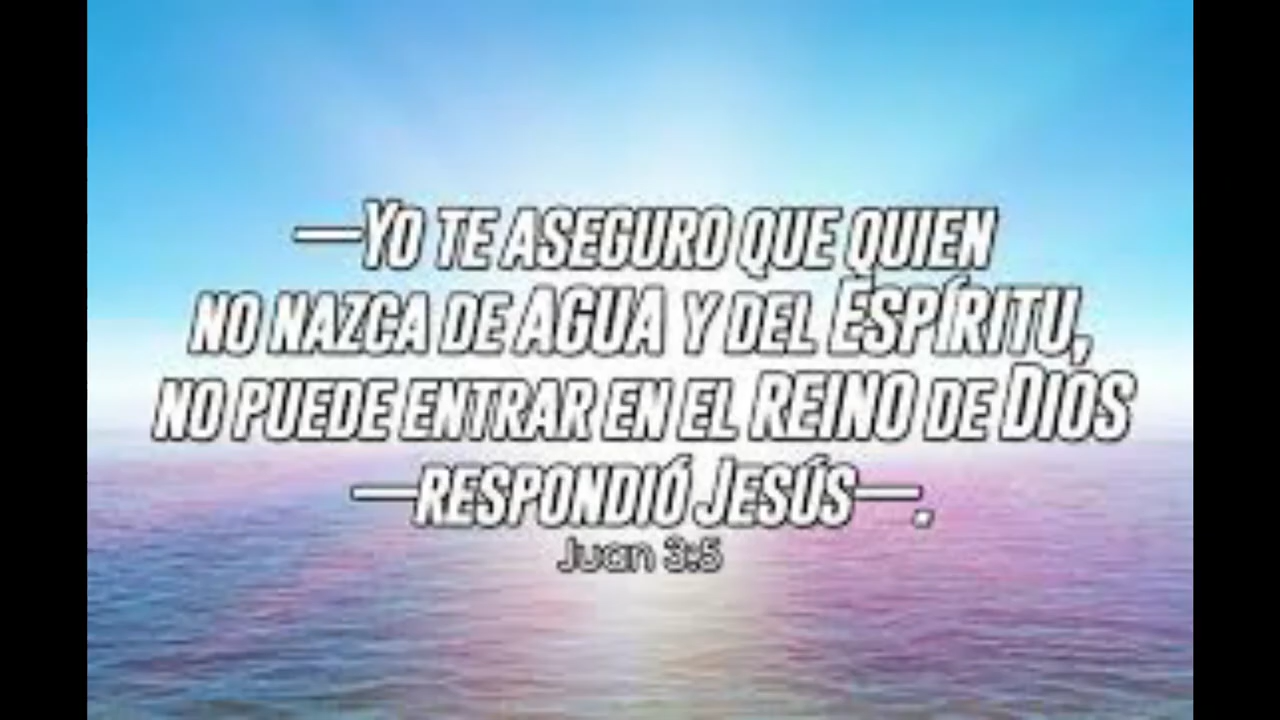 —Yo te aseguro que quien
no nazca de AGUA y del Espíritu,
no puede entrar en el REINO de Dios
—respondió Jesús—.
Juan 3:5